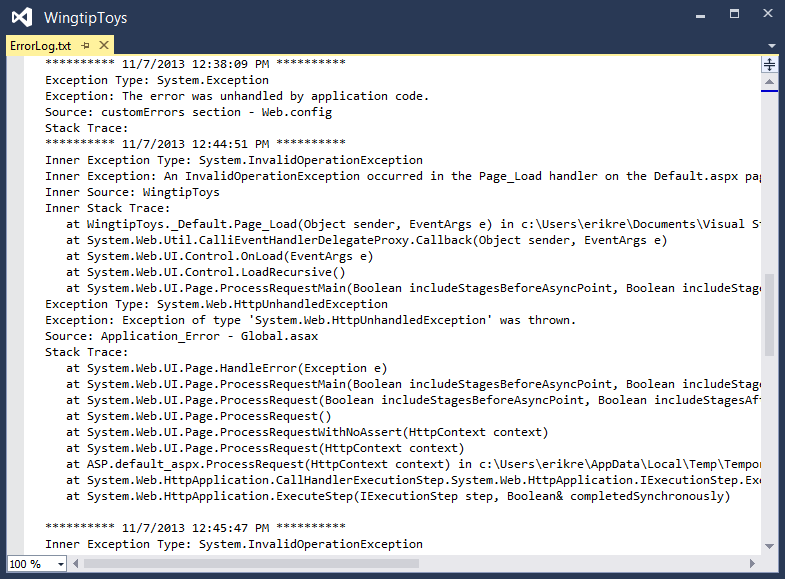 WingtipToys
ErrorLog.txt
********** 11/7/2013 12:38:09 PM **********
Exception Type: System.Exception
Exception: The error was unhandled by application code.
Source: customErrors section - Web.config
Stack Trace:
********** 11/7/2013 12:44:51 PM **********
Inner Exception Type: System.InvalidOperationException
Inner Exception: An InvalidOperationException occurred in the Page_Load handler on the Default.aspx pag
Inner Source: WingtipToys
Inner Stack Trace:
   at WingtipToys._Default.Page_Load(Object sender, EventArgs e) in c:\Users\erikre\Documents\Visual St
   at System.Web.Util.CalliEventHandlerDelegateProxy.Callback(Object sender, EventArgs e)
   at System.Web.UI.Control.OnLoad(EventArgs e)
   at System.Web.UI.Control.LoadRecursive()
   at System.Web.UI.Page.ProcessRequestMain(Boolean includeStagesBeforeAsyncPoint, Boolean includeStage
Exception Type: System.Web.HttpUnhandledException
Exception: Exception of type 'System.Web.HttpUnhandledException' was thrown.
Source: Application_Error - Global.asax
Stack Trace:
   at System.Web.UI.Page.HandleError(Exception e)
   at System.Web.UI.Page.ProcessRequestMain(Boolean includeStagesBeforeAsyncPoint, Boolean includeStage
   at System.Web.UI.Page.ProcessRequest(Boolean includeStagesBeforeAsyncPoint, Boolean includeStagesAf
   at System.Web.UI.Page.ProcessRequest()
   at System.Web.UI.Page.ProcessRequestWithNoAssert(HttpContext context)
   at System.Web.UI.Page.ProcessRequest(HttpContext context)
   at ASP.default_aspx.ProcessRequest(HttpContext context) in c:\Users\erikre\AppData\Local\Temp\Tempor
   at System.Web.HttpApplication.CallHandlerExecutionStep.System.Web.HttpApplication.IExecutionStep.Exe
   at System.Web.HttpApplication.ExecuteStep(IExecutionStep step, Boolean& completedSynchronously)
********** 11/7/2013 12:45:47 PM **********
Inner Exception Type: System.InvalidOperationException
100 %